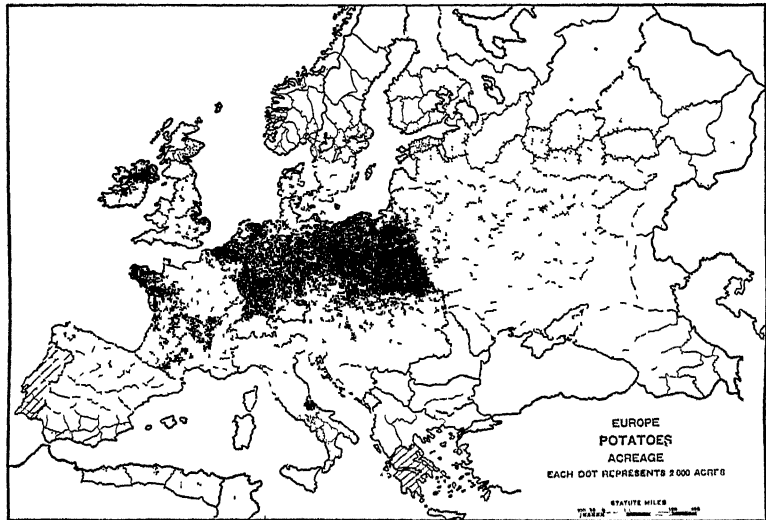 EUROPE
POTATOES
ACREAGE
EACH DOT REPRESENTS 2 000 ACRES
STATUTE MILES